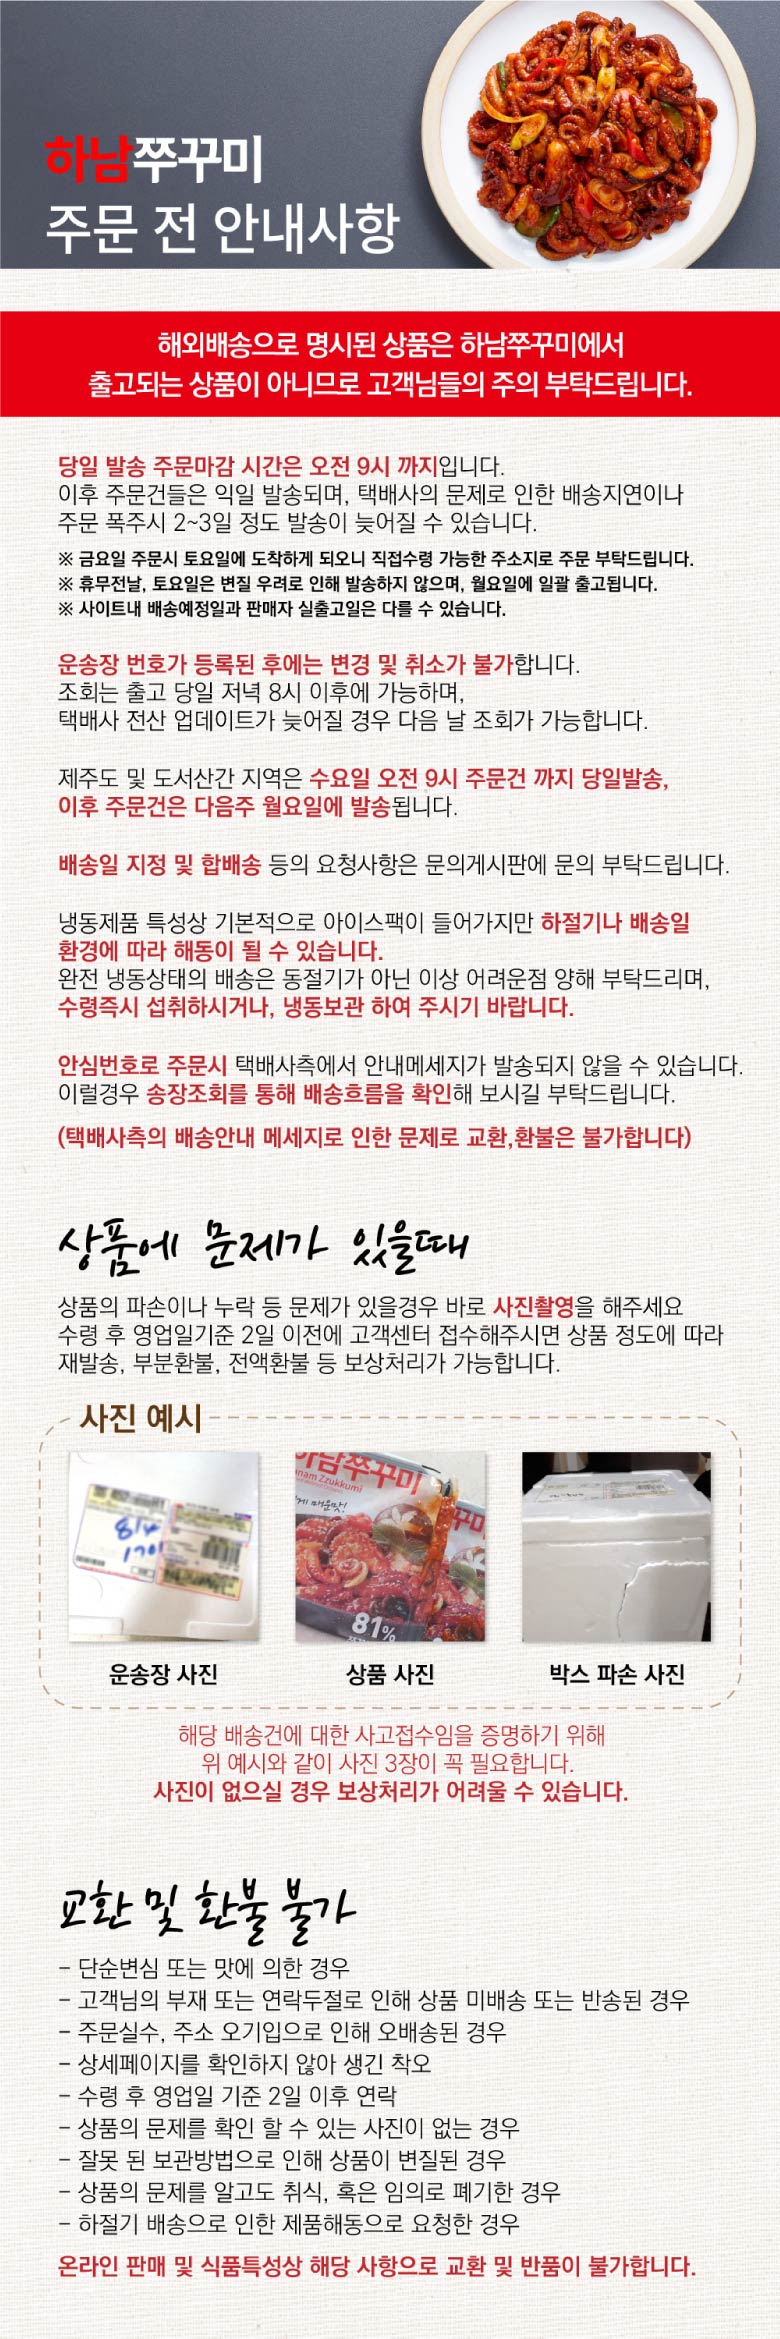 하남쭈꾸미
주문 전 안내사항
해외배송으로 명시된 상품은 하남쭈꾸미에서
출고되는 상품이 아니므로 고객님들의 주의 부탁드립니다.
당일 발송 주문마감 시간은 오전 9시 까지입니다.
이후 주문건들은 익일 발송되며, 택배사의 문제로 인한 배송지연이나
주문 폭주시 2~3일 정도 발송이 늦어질 수 있습니다.
※ 금요일 주문시 토요일에 도착하게 되오니 직접수령 가능한 주소지로 주문 부탁드립니다.
※ 휴무전날, 토요일은 변질 우려로 인해 발송하지 않으며, 월요일에 일괄 출고됩니다.
※ 사이트내 배송예정일과 판매자 실출고일은 다를 수 있습니다.
운송장 번호가 등록된 후에는 변경 및 취소가 불가합니다.
조회는 출고 당일 저녁 8시 이후에 가능하며,
택배사 전산 업데이트가 늦어질 경우 다음 날 조회가 가능합니다.
제주도 및 도서산간 지역은 수요일 오전 9시 주문건 까지 당일발송,
이후 주문건은 다음주 월요일에 발송됩니다.
배송일 지정 및 합배송 등의 요청사항은 문의게시판에 문의 부탁드립니다.
냉동제품 특성상 기본적으로 아이스팩이 들어가지만 하절기나 배송일
환경에 따라 해동이 될 수 있습니다.
완전 냉동상태의 배송은 동절기가 아닌 이상 어려운점 양해 부탁드리며,
수령즉시 섭취하시거나, 냉동보관 하여 주시기 바랍니다.
안심번호로 주문시 택배사측에서 안내메세지가 발송되지 않을 수 있습니다.
이럴경우 송장조회를 통해 배송흐름을 확인해 보시길 부탁드립니다.
(택배사측의 배송안내 메세지로 인한 문제로 교환,환불은 불가합니다)
상품에 문제가 있을때
상품의 파손이나 누락 등 문제가 있을경우 바로 사진촬영을 해주세요
수령 후 영업일기준 2일 이전에 고객센터 접수해주시면 상품 정도에 따라
재발송, 부분환불, 전액환불 등 보상처리가 가능합니다.
사진 예시
814
1701
하남쭈꾸미
nam Zzukkumi
게 매운맛!
꾸미
81%
운송장 사진
상품 사진
박스 파손 사진
해당 배송건에 대한 사고접수임을 증명하기 위해
위 예시와 같이 사진 3장이 꼭 필요합니다.
사진이 없으실 경우 보상처리가 어려울 수 있습니다.
교환 및 환불 불가
- 단순변심 또는 맛에 의한 경우
- 고객님의 부재 또는 연락두절로 인해 상품 미배송 또는 반송된 경우
- 주문실수, 주소 오기입으로 인해 오배송된 경우
- 상세페이지를 확인하지 않아 생긴 착오
- 수령 후 영업일 기준 2일 이후 연락
- 상품의 문제를 확인 할 수 있는 사진이 없는 경우
- 잘못 된 보관방법으로 인해 상품이 변질된 경우
- 상품의 문제를 알고도 취식, 혹은 임의로 폐기한 경우
- 하절기 배송으로 인한 제품해동으로 요청한 경우
온라인 판매 및 식품특성상 해당 사항으로 교환 및 반품이 불가합니다.